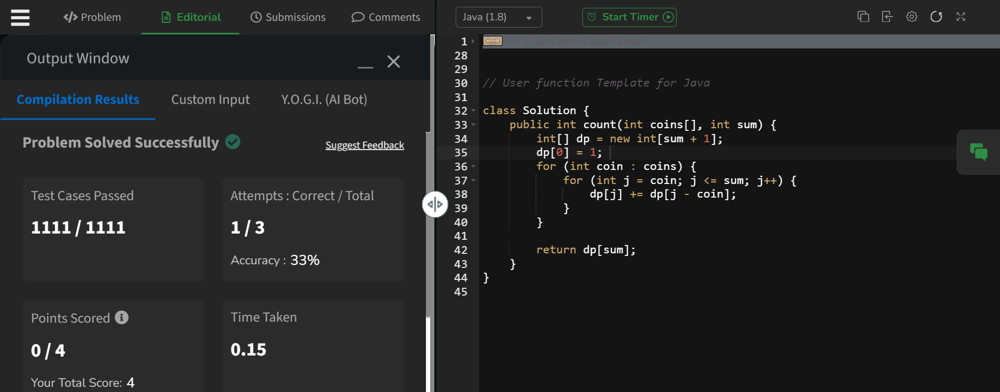 </> Problem
Editorial
Submissions
Comments
Java (1.8)
Start Timer
Output Window
Compilation Results
Custom Input
Y.O.G.I. (AI Bot)
Problem Solved Successfully
Suggest Feedback
Test Cases Passed
1111 / 1111
Attempts : Correct / Total
1 / 3
Accuracy : 33%
Points Scored
0 / 4
Your Total Score: 4
Time Taken
0.15
1 // } Driver Code Ends
28
29
30 // User function Template for Java
31
32 class Solution {
33     public int count(int coins[], int sum) {
34         int[] dp = new int[sum + 1];
35         dp[0] = 1;
36         for (int coin : coins) {
37             for (int j = coin; j <= sum; j++) {
38                 dp[j] += dp[j - coin];
39             }
40         }
41
42         return dp[sum];
43     }
44 }
45